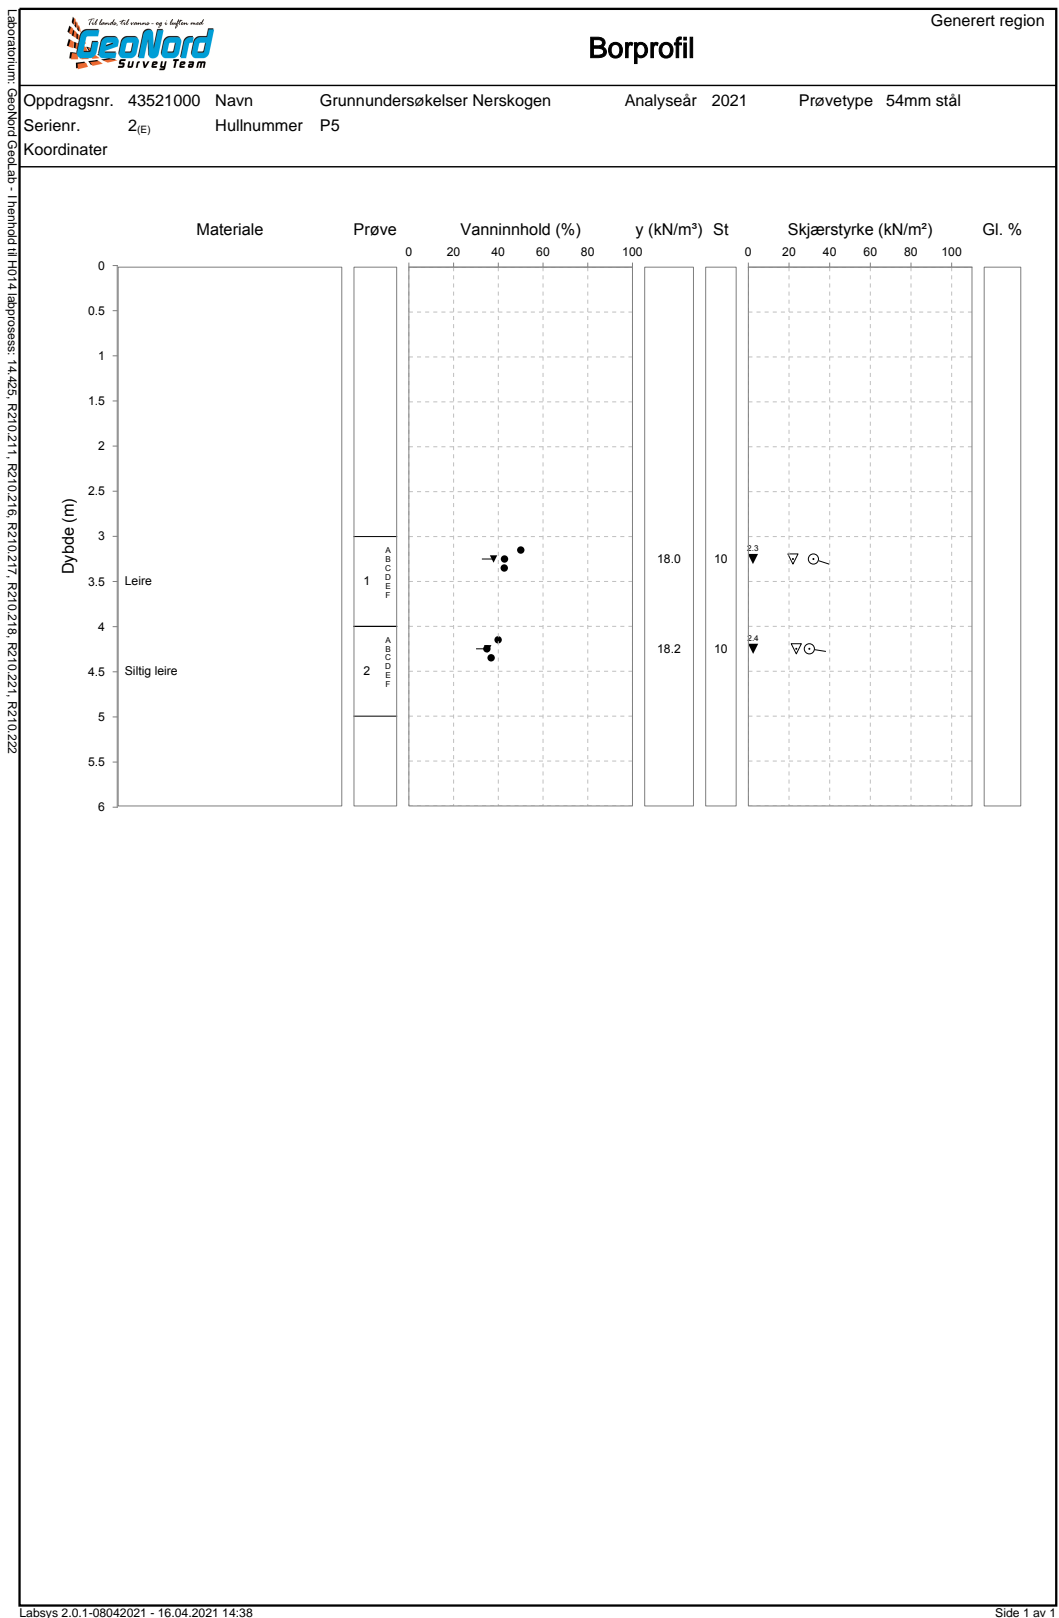 Til lands, til vanns - og i luften med
GeoNord
Survey Team
Generert region
Borprofil
Oppdragsnr. 43521000 Navn Grunnundersøkelser Nerskogen Analyseår 2021 Prøvetype 54mm stål
Serienr. 2(E) Hullnummer P5
Koordinater
Laboratorium: GeoNord GeoLab - I henhold til H014 labprosess: 14.425, R210.211, R210.216, R210.217, R210.218, R210.221, R210.222
Materiale Prøve Vanninnhold (%) y (kN/m³) St Skjærstyrke (kN/m²) Gl. %
0 20 40 60 80 100 0 20 40 60 80 100
Dybde (m)
0
0.5
1
1.5
2
2.5
3
A
B 18.0 10 2.3
C
3.5 Leire 1 D
E
F
4
A
B 18.2 10 2.4
C
4.5 Siltig leire 2 D
E
F
5
5.5
6
Labsys 2.0.1-08042021 - 16.04.2021 14:38 Side 1 av 1